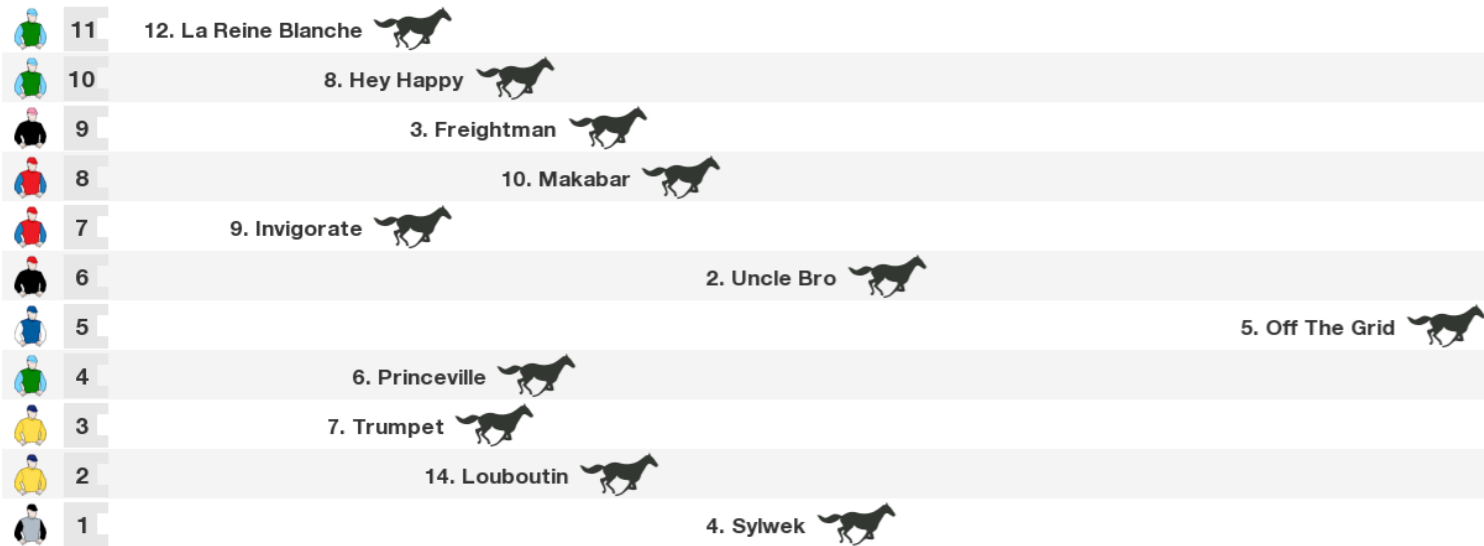 11 12. La Reine Blanche
10 8. Hey Happy
9 3. Freightman
8 10. Makabar
7 9. Invigorate
6 2. Uncle Bro
5 5. Off The Grid
4 6. Princeville
3 7. Trumpet
2 14. Louboutin
1 4. Sylwek